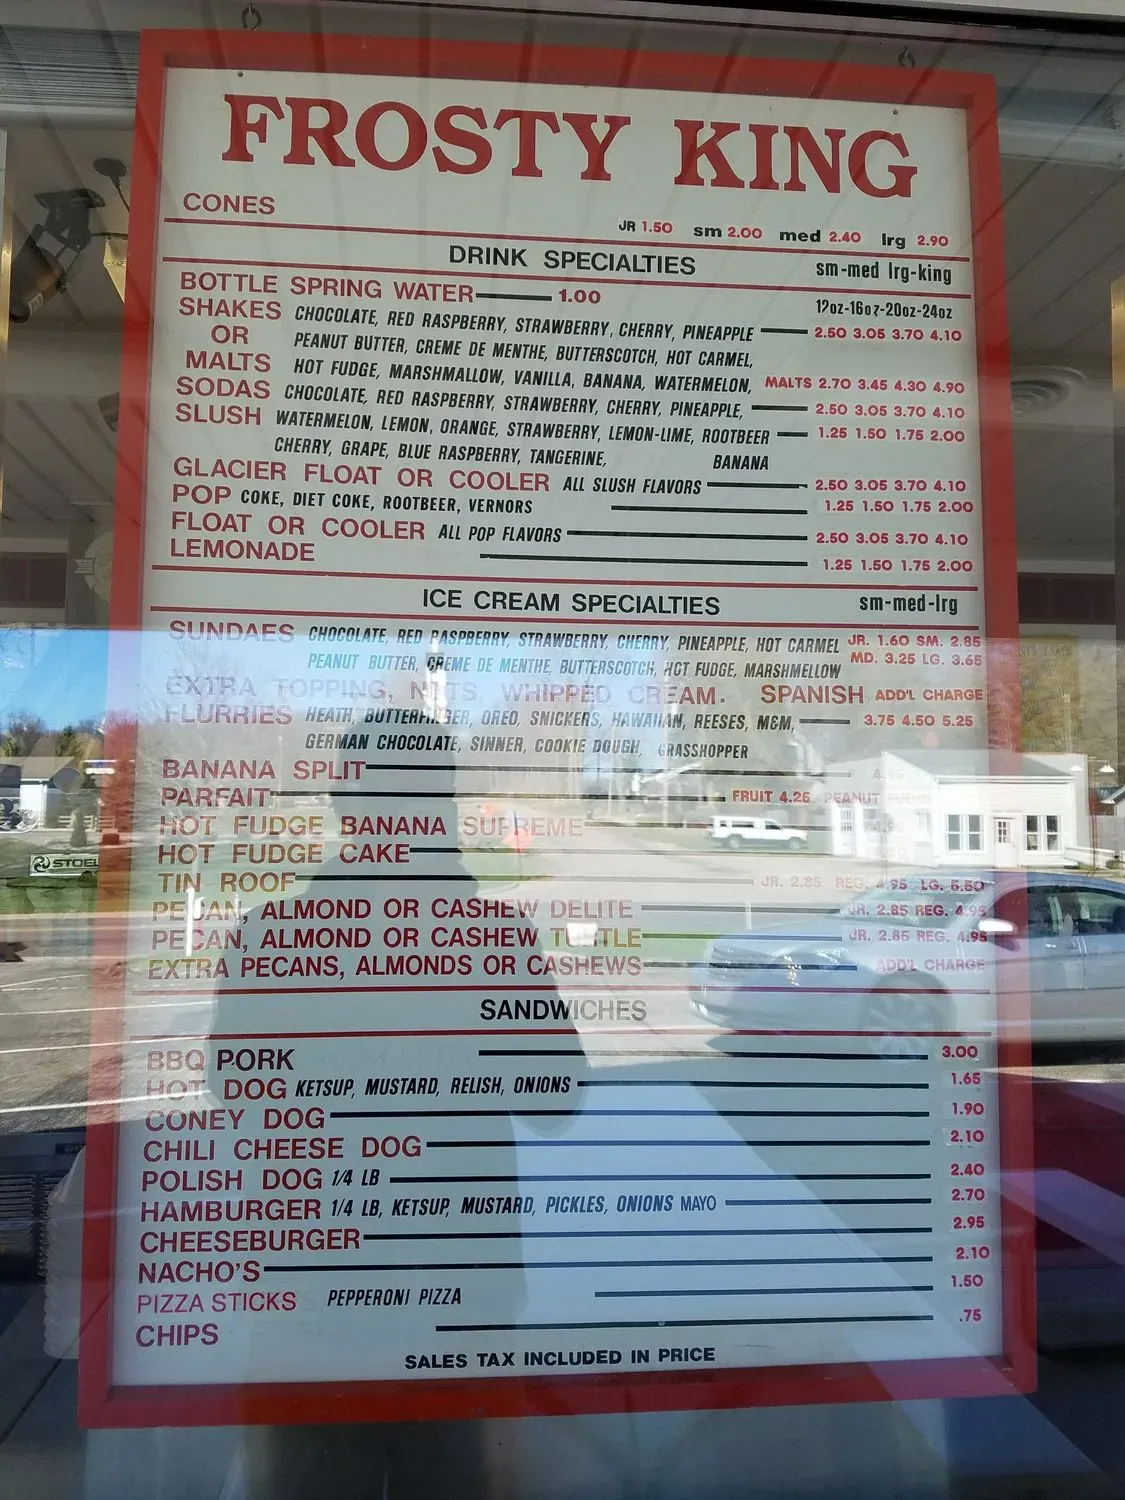 FROSTY KING
CONES JR 1.50 sm 2.00 med 2.40 lrg 2.90
DRINK SPECIALTIES sm-med lrg-king
BOTTLE SPRING WATER 1.00 12oz-16oz-20oz-24oz
SHAKES CHOCOLATE, RED RASPBERRY, STRAWBERRY, CHERRY, PINEAPPLE 2.50 3.05 3.70 4.10
OR PEANUT BUTTER, CREME DE MENTHE, BUTTERSCOTCH, HOT CARMEL,
MALTS HOT FUDGE, MARSHMALLOW, VANILLA, BANANA, WATERMELON, MALTS 2.70 3.45 4.30 4.90
SODAS CHOCOLATE, RED RASPBERRY, STRAWBERRY, CHERRY, PINEAPPLE, 2.50 3.05 3.70 4.10
SLUSH WATERMELON, LEMON, ORANGE, STRAWBERRY, LEMON-LIME, ROOTBEER 1.25 1.50 1.75 2.00
CHERRY, GRAPE, BLUE RASPBERRY, TANGERINE, BANANA
GLACIER FLOAT OR COOLER ALL SLUSH FLAVORS 2.50 3.05 3.70 4.10
POP COKE, DIET COKE, ROOTBEER, VERNORS 1.25 1.50 1.75 2.00
FLOAT OR COOLER ALL POP FLAVORS 2.50 3.05 3.70 4.10
LEMONADE 1.25 1.50 1.75 2.00
ICE CREAM SPECIALTIES sm-med-lrg
SUNDAES CHOCOLATE, RED RASPBERRY, STRAWBERRY, CHERRY, PINEAPPLE, HOT CARMEL JR. 1.60 SM. 2.85
PEANUT BUTTER, CREME DE MENTHE, BUTTERSCOTCH, HOT FUDGE, MARSHMELLOW MD. 3.25 LG. 3.65
EXTRA TOPPING, NUTS, WHIPPED CREAM. SPANISH ADD'L CHARGE
FLURRIES HEATH, BUTTERFINGER, OREO, SNICKERS, HAWAIIAN, REESES, M&M, 3.75 4.50 5.25
GERMAN CHOCOLATE, SINNER, COOKIE DOUGH, GRASSHOPPER
BANANA SPLIT
PARFAIT FRUIT 4.25 PEANUT
HOT FUDGE BANANA SUPREME
HOT FUDGE CAKE
TIN ROOF JR. 2.85 REG. 4.95 LG. 5.50
PECAN, ALMOND OR CASHEW DELITE JR. 2.85 REG. 4.95
PECAN, ALMOND OR CASHEW TURTLE JR. 2.85 REG. 4.95
EXTRA PECANS, ALMONDS OR CASHEWS ADD'L CHARGE
SANDWICHES
BBQ PORK 3.00
HOT DOG KETSUP, MUSTARD, RELISH, ONIONS 1.65
CONEY DOG 1.90
CHILI CHEESE DOG 2.10
POLISH DOG 1/4 LB 2.40
HAMBURGER 1/4 LB, KETSUP, MUSTARD, PICKLES, ONIONS MAYO 2.70
CHEESEBURGER 2.95
NACHO'S 2.10
PIZZA STICKS PEPPERONI PIZZA 1.50
CHIPS .75
SALES TAX INCLUDED IN PRICE